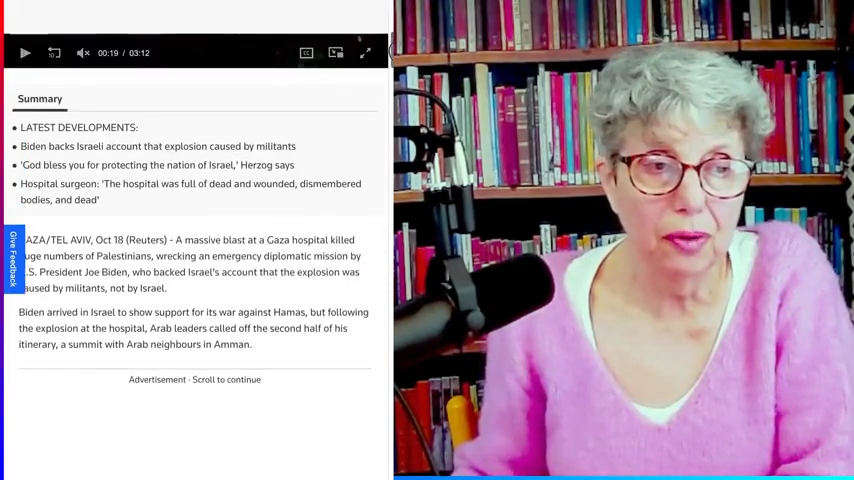 00:19 / 03:12
10
CC
Summary
LATEST DEVELOPMENTS:
Biden backs Israeli account that explosion caused by militants
'God bless you for protecting the nation of Israel,' Herzog says
Hospital surgeon: 'The hospital was full of dead and wounded, dismembered
bodies, and dead'
Give Feedback
AZA/TEL AVIV, Oct 18 (Reuters) - A massive blast at a Gaza hospital killed
uge numbers of Palestinians, wrecking an emergency diplomatic mission by
.S. President Joe Biden, who backed Israel's account that the explosion was
aused by militants, not by Israel.
Biden arrived in Israel to show support for its war against Hamas, but following
the explosion at the hospital, Arab leaders called off the second half of his
itinerary, a summit with Arab neighbours in Amman.
Advertisement · Scroll to continue